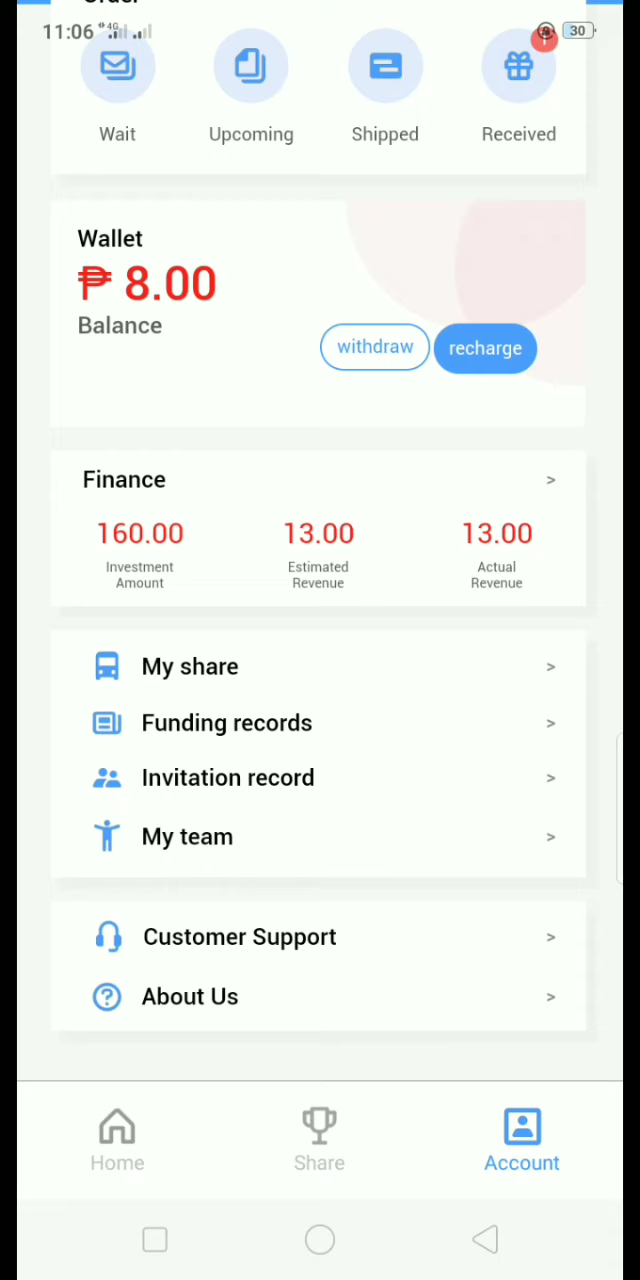 Order
11:06 4G 30
Wait Upcoming Shipped Received
Wallet
₱ 8.00
Balance
withdraw recharge
Finance >
160.00 13.00 13.00
Investment Estimated Actual
Amount Revenue Revenue
My share >
Funding records >
Invitation record >
My team >
Customer Support >
About Us >
Home Share Account